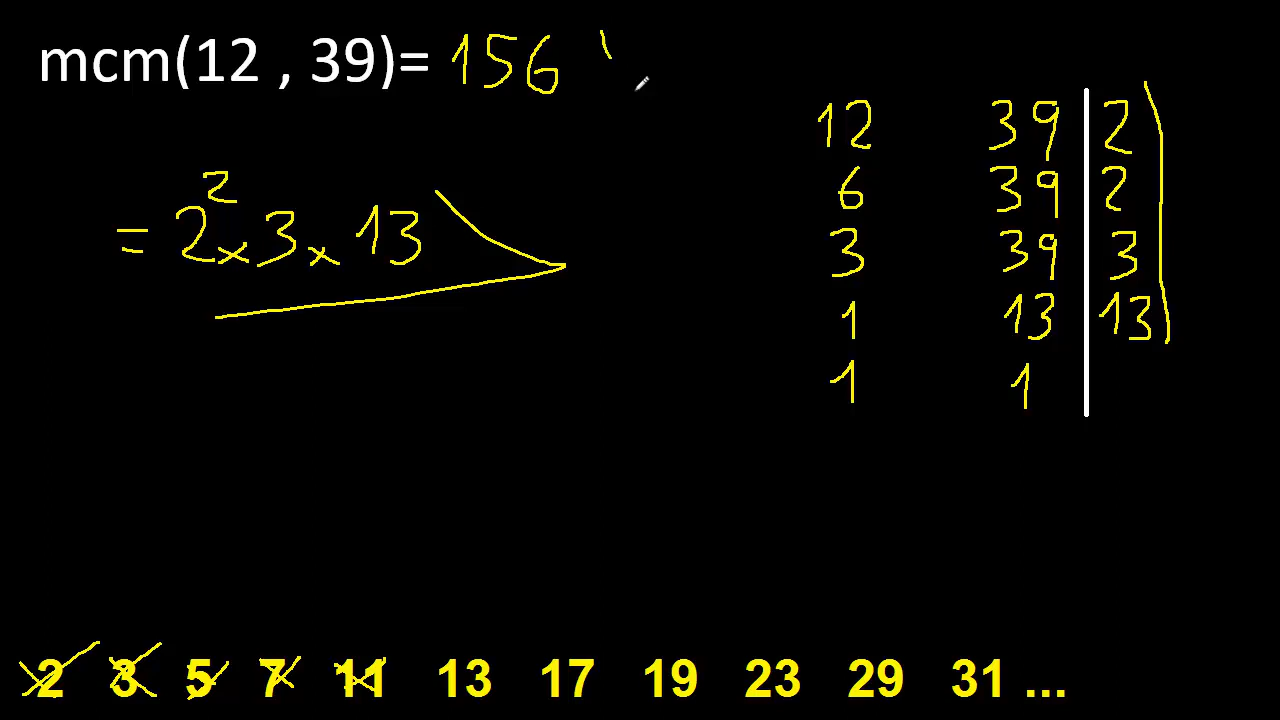 mcm(12 , 39)= 156
= 2² x 3 x 13
12 39 | 2
6 39 | 2
3 39 | 3
1 13 | 13
1 1 |
2 3 5 7 11 13 17 19 23 29 31 ...